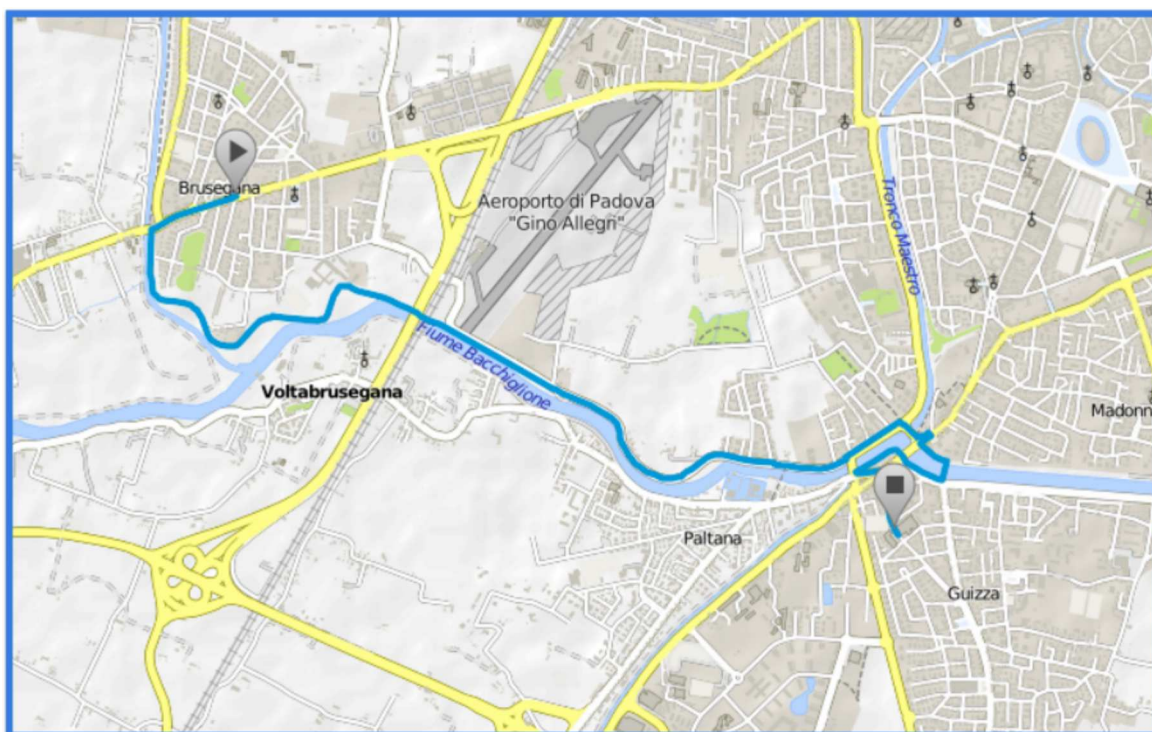 Brusegana
Aeroporto di Padova
"Gino Allegri"
Tronco Maestro
Fiume Bacchiglione
Voltabrusegana
Madonn
Paltana
Guizza